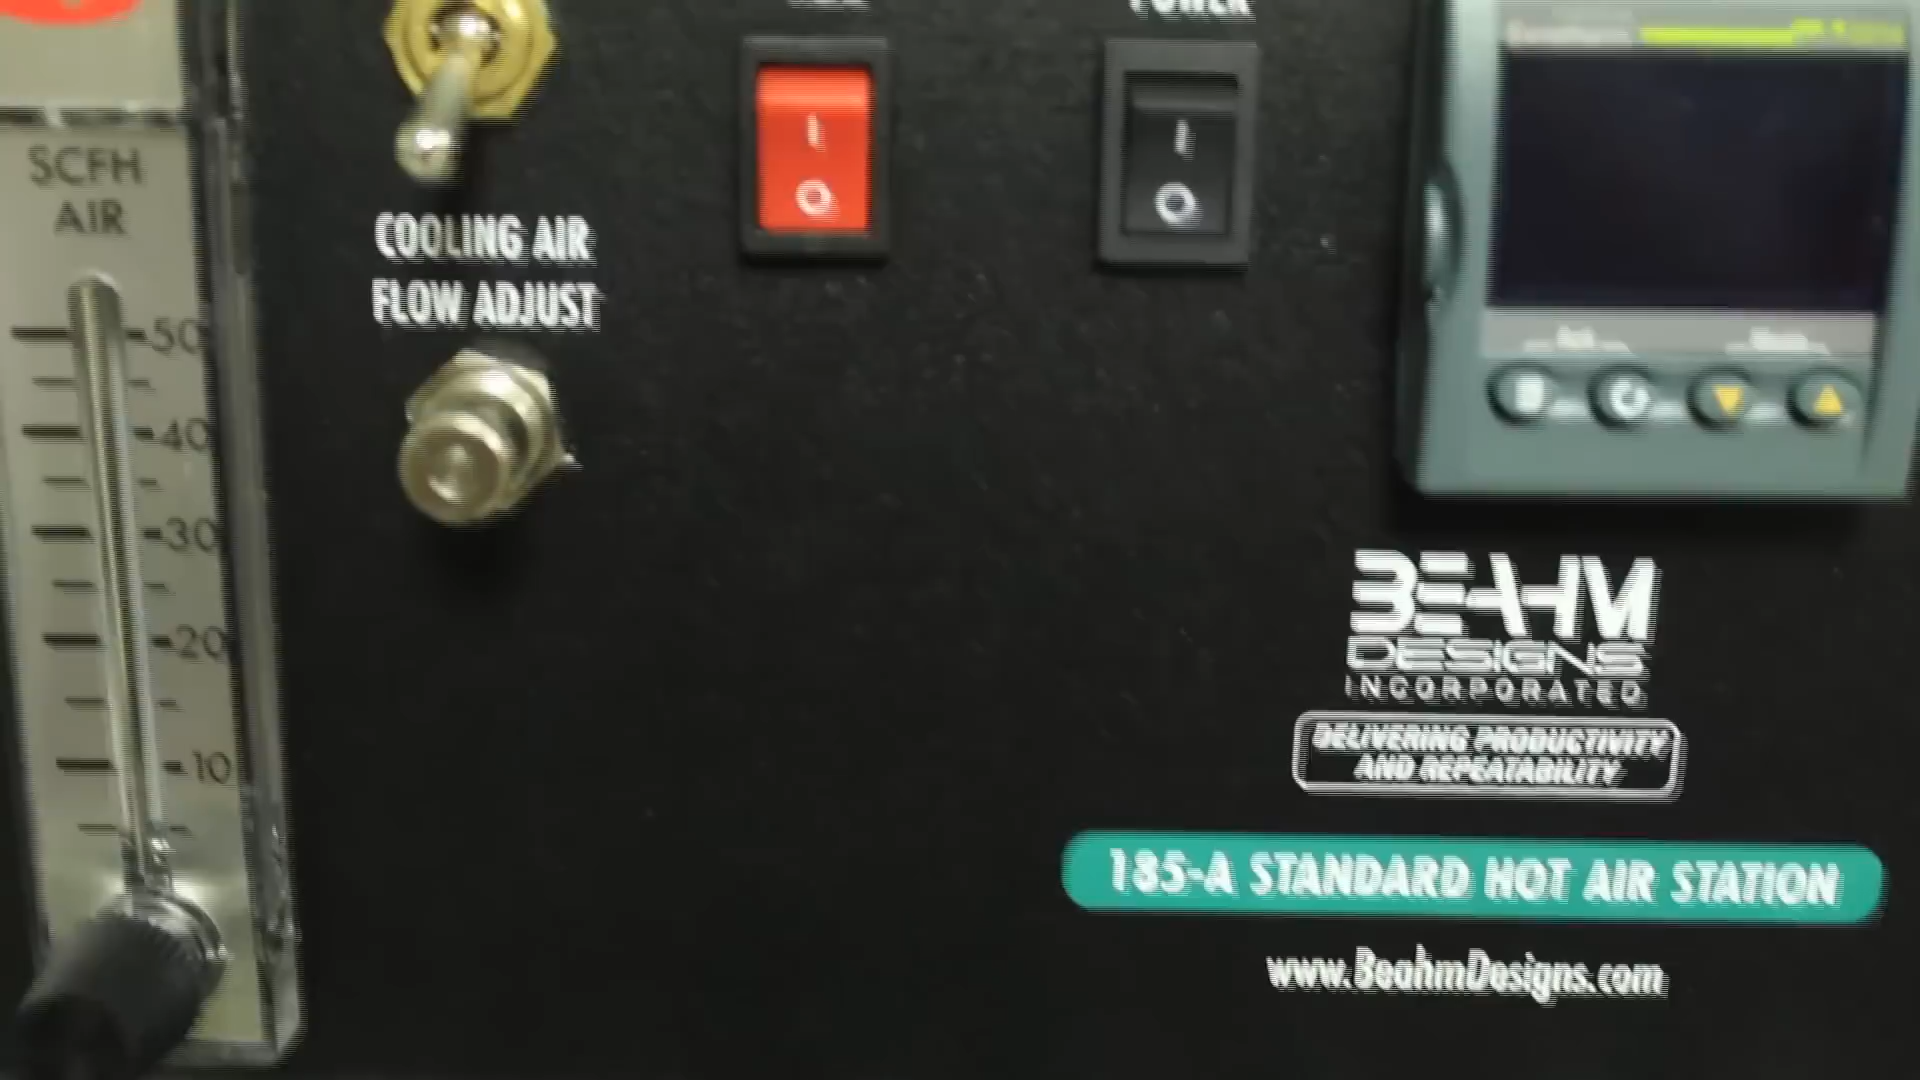 POWER
SCFH
AIR
COOLING AIR
FLOW ADJUST
I
O
I
O
50
40
30
20
10
BEAHM
DESIGNS
INCORPORATED
DELIVERING PRODUCTIVITY
AND REPEATABILITY
185-A STANDARD HOT AIR STATION
www.BeahmDesigns.com